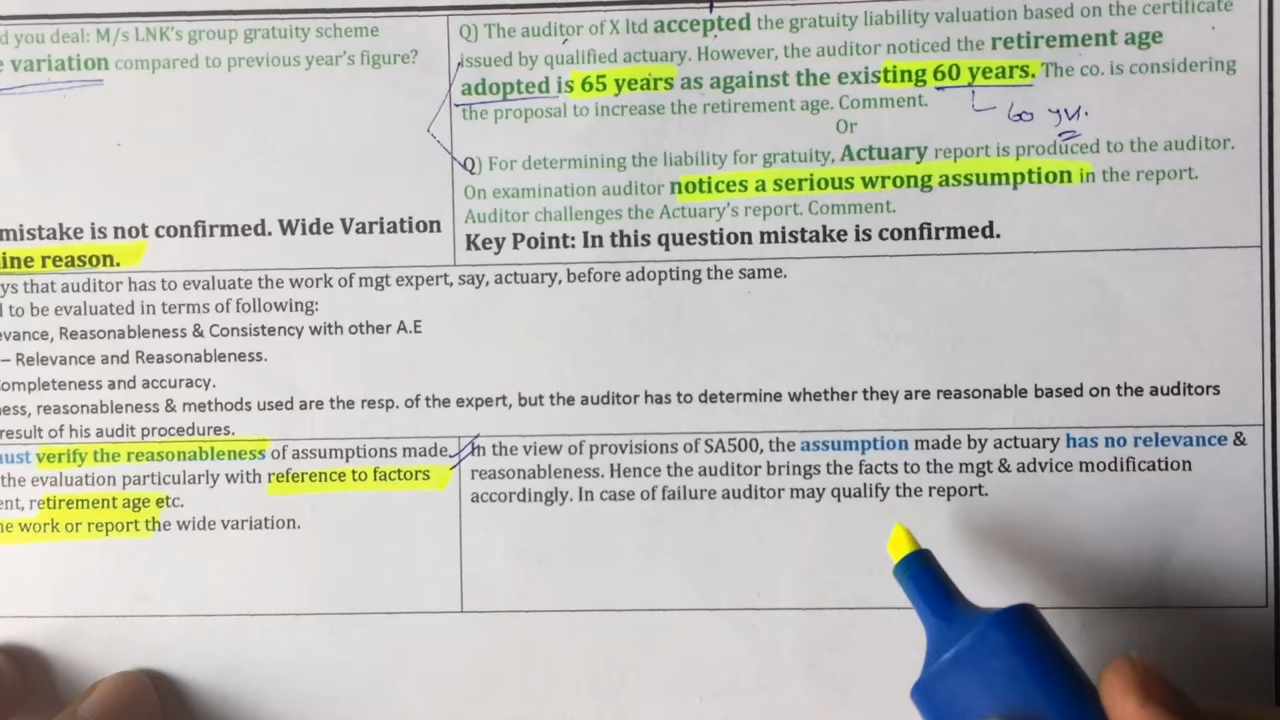 d you deal: M/s LNK's group gratuity scheme
variation compared to previous year's figure?
mistake is not confirmed. Wide Variation
ine reason.
Q) The auditor of X ltd accepted the gratuity liability valuation based on the certificate
issued by qualified actuary. However, the auditor noticed the retirement age
adopted is 65 years as against the existing 60 years. The co. is considering
the proposal to increase the retirement age. Comment.
60 yr.
Or
Q) For determining the liability for gratuity, Actuary report is produced to the auditor.
On examination auditor notices a serious wrong assumption in the report.
Auditor challenges the Actuary's report. Comment.
Key Point: In this question mistake is confirmed.
ys that auditor has to evaluate the work of mgt expert, say, actuary, before adopting the same.
to be evaluated in terms of following:
evance, Reasonableness & Consistency with other A.E
– Relevance and Reasonableness.
ompleteness and accuracy.
ess, reasonableness & methods used are the resp. of the expert, but the auditor has to determine whether they are reasonable based on the auditors
result of his audit procedures.
ust verify the reasonableness of assumptions made.
the evaluation particularly with reference to factors
ent, retirement age etc.
e work or report the wide variation.
In the view of provisions of SA500, the assumption made by actuary has no relevance &
reasonableness. Hence the auditor brings the facts to the mgt & advice modification
accordingly. In case of failure auditor may qualify the report.